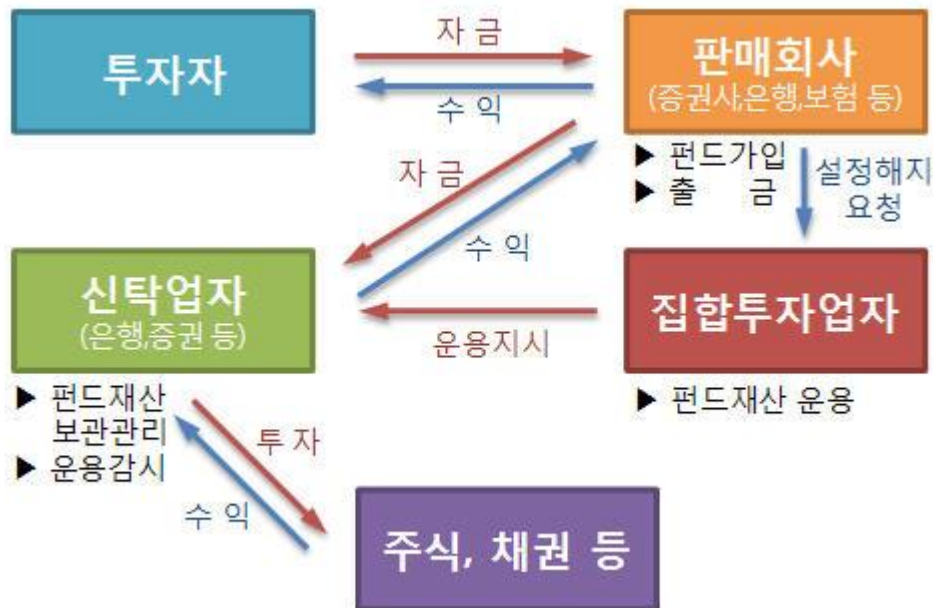 투자자
자 금
수 익
판매회사
(증권사,은행,보험 등)
▶ 펀드가입
▶ 출 금
설정해지
요청
자 금
수 익
신탁업자
(은행,증권 등)
운용지시
집합투자업자
▶ 펀드재산
보관관리
▶ 운용감시
▶ 펀드재산 운용
투 자
수 익
주식, 채권 등